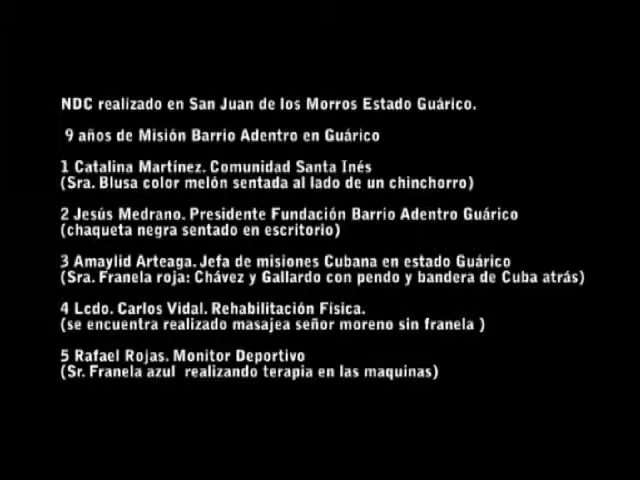 NDC realizado en San Juan de los Morros Estado Guárico.
9 años de Misión Barrio Adentro en Guárico
1 Catalina Martínez. Comunidad Santa Inés
(Sra. Blusa color melón sentada al lado de un chinchorro)
2 Jesús Medrano. Presidente Fundación Barrio Adentro Guárico
(chaqueta negra sentado en escritorio)
3 Amaylid Arteaga. Jefa de misiones Cubana en estado Guárico
(Sra. Franela roja: Chávez y Gallardo con pendo y bandera de Cuba atrás)
4 Lcdo. Carlos Vidal. Rehabilitación Física.
(se encuentra realizado masajea señor moreno sin franela )
5 Rafael Rojas. Monitor Deportivo
(Sr. Franela azul  realizando terapia en las maquinas)